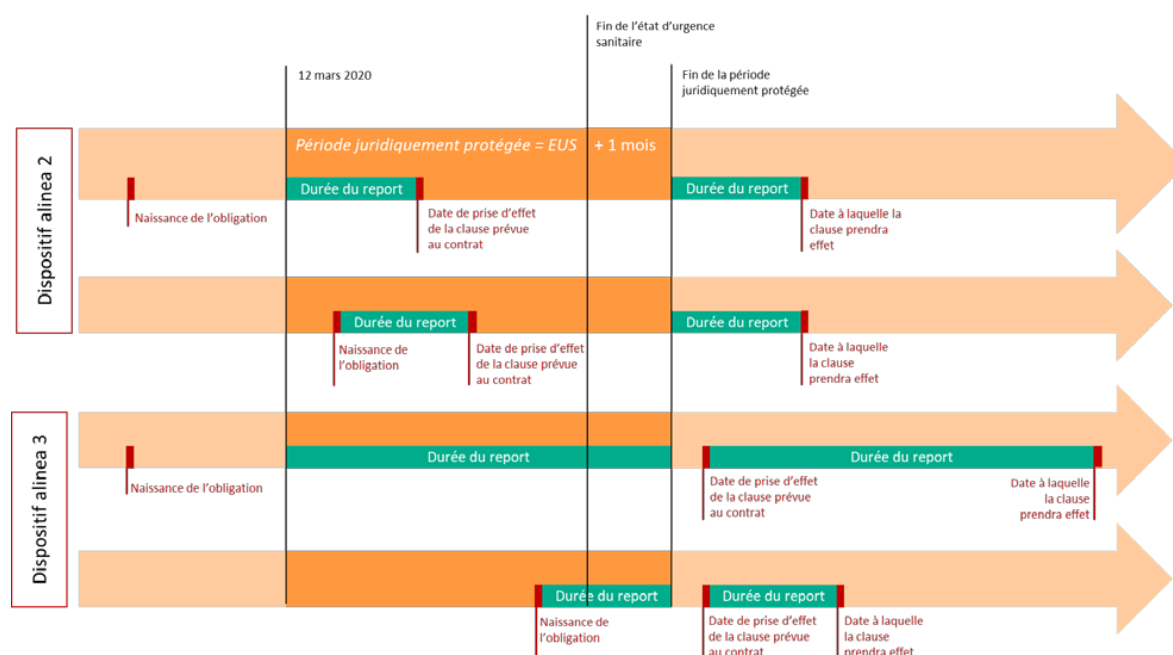 Fin de l’état d’urgence
sanitaire
12 mars 2020
Fin de la période
juridiquement protégée
Dispositif alinea 2
Période juridiquement protégée = EUS
+ 1 mois
Durée du report
Durée du report
Naissance de l’obligation
Date de prise d’effet
de la clause prévue
au contrat
Date à laquelle la
clause prendra
effet
Durée du report
Durée du report
Naissance de
l’obligation
Date de prise d’effet
de la clause prévue
au contrat
Date à laquelle
la clause
prendra effet
Dispositif alinea 3
Durée du report
Durée du report
Naissance de l’obligation
Date de prise d’effet
de la clause prévue
au contrat
Date à laquelle
la clause
prendra effet
Durée du report
Durée du report
Naissance de
l’obligation
Date de prise d’effet
de la clause prévue
au contrat
Date à laquelle
la clause
prendra effet